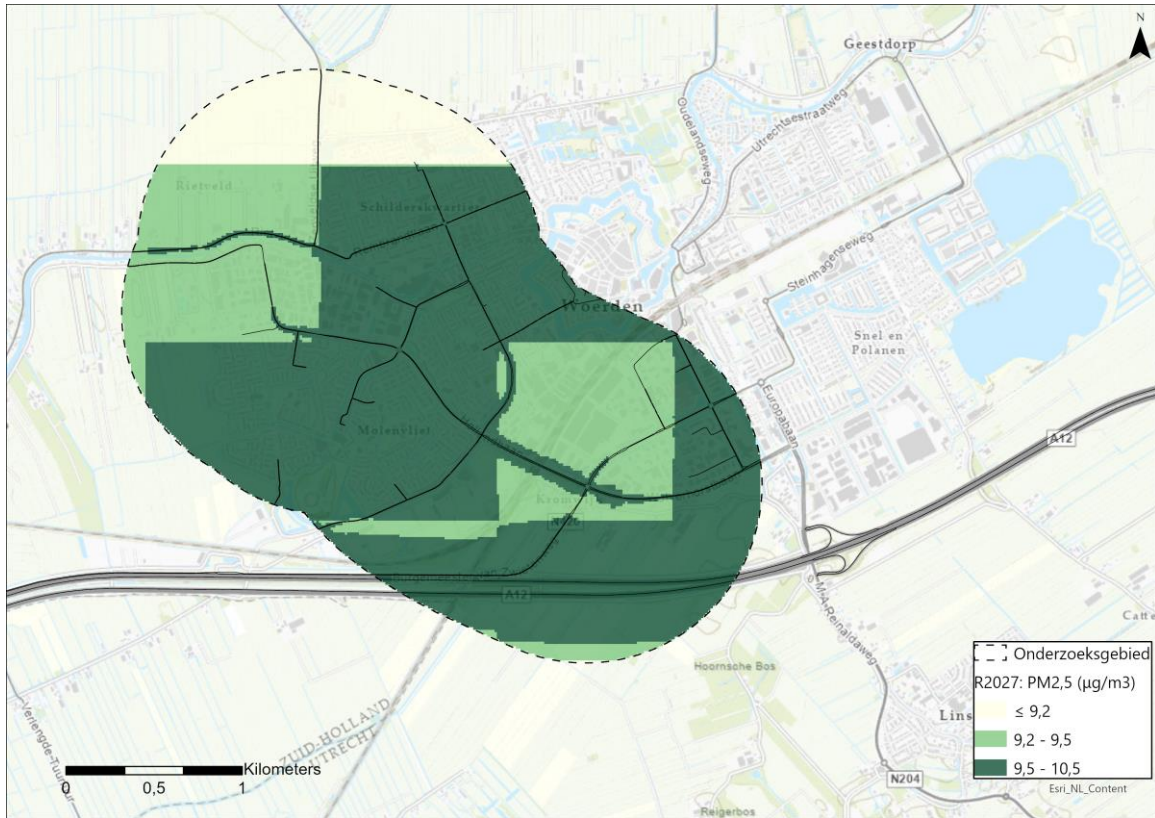 N
Geestdorp
Utrechtsestraatweg
Oudelandseweg
Rietveld
Schilderskwartier
Steinhagenseweg
Woerden
Snel en
Polanen
Europabaan
A12
Molenvliet
N420
A12
M.A. Reinaldaweg
Hoornsche Bos
Catte
Lins
ZUID-HOLLAND
UTRECHT
N204
Reigerbos
Kilometers
0 0,5 1
Onderzoeksgebied
R2027: PM2,5 (µg/m3)
≤ 9,2
9,2 - 9,5
9,5 - 10,5
Esri_NL_Content